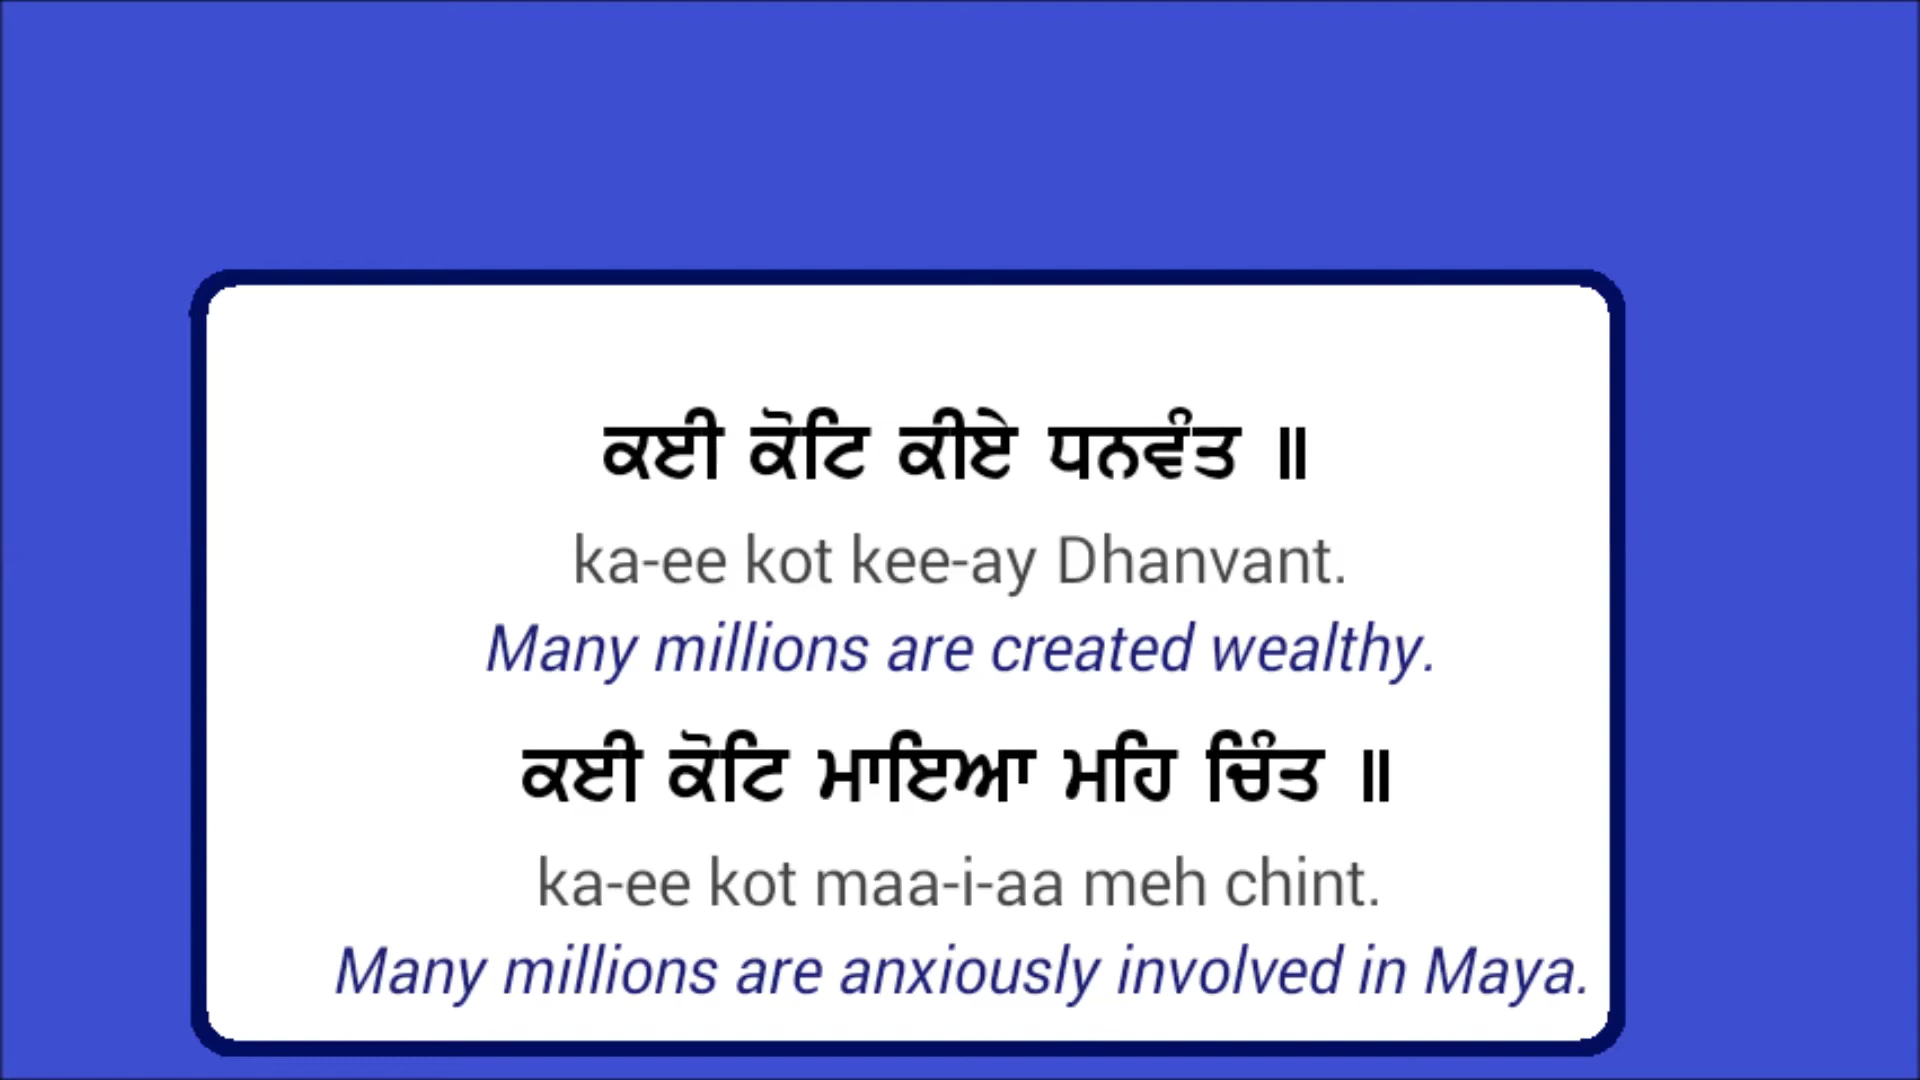 ਕਈ ਕੋਟਿ ਕੀਏ ਧਨਵੰਤ ॥
ka-ee kot kee-ay Dhanvant.
Many millions are created wealthy.
ਕਈ ਕੋਟਿ ਮਾਇਆ ਮਹਿ ਚਿੰਤ ॥
ka-ee kot maa-i-aa meh chint.
Many millions are anxiously involved in Maya.